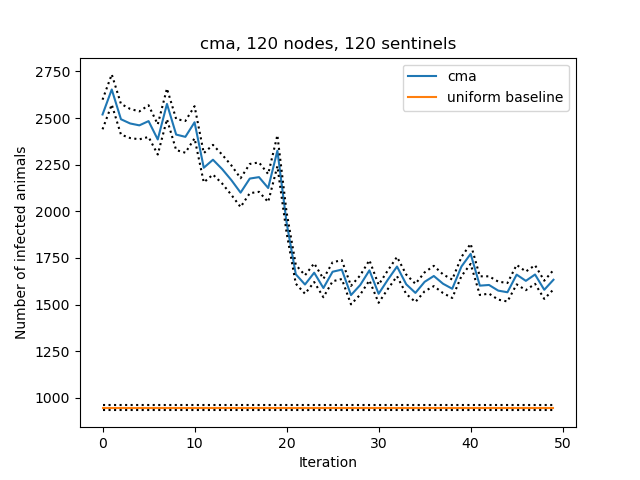 cma, 120 nodes, 120 sentinels
cma
uniform baseline
Number of infected animals
2750
2500
2250
2000
1750
1500
1250
1000
0 10 20 30 40 50
Iteration